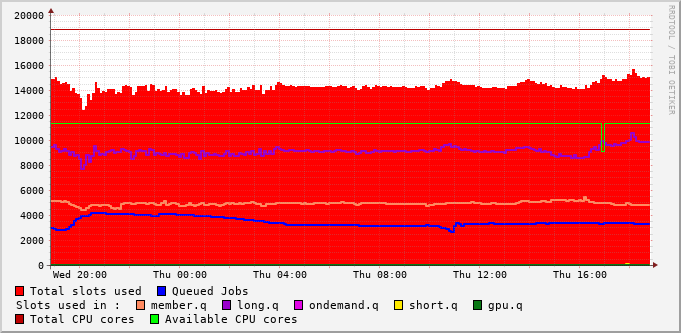 RRDTOOL / TOBI OETIKER
20000
18000
16000
14000
12000
10000
8000
6000
4000
2000
0
Wed 20:00 Thu 00:00 Thu 04:00 Thu 08:00 Thu 12:00 Thu 16:00
Total slots used Queued Jobs
Slots used in : member.q long.q ondemand.q short.q gpu.q
Total CPU cores Available CPU cores